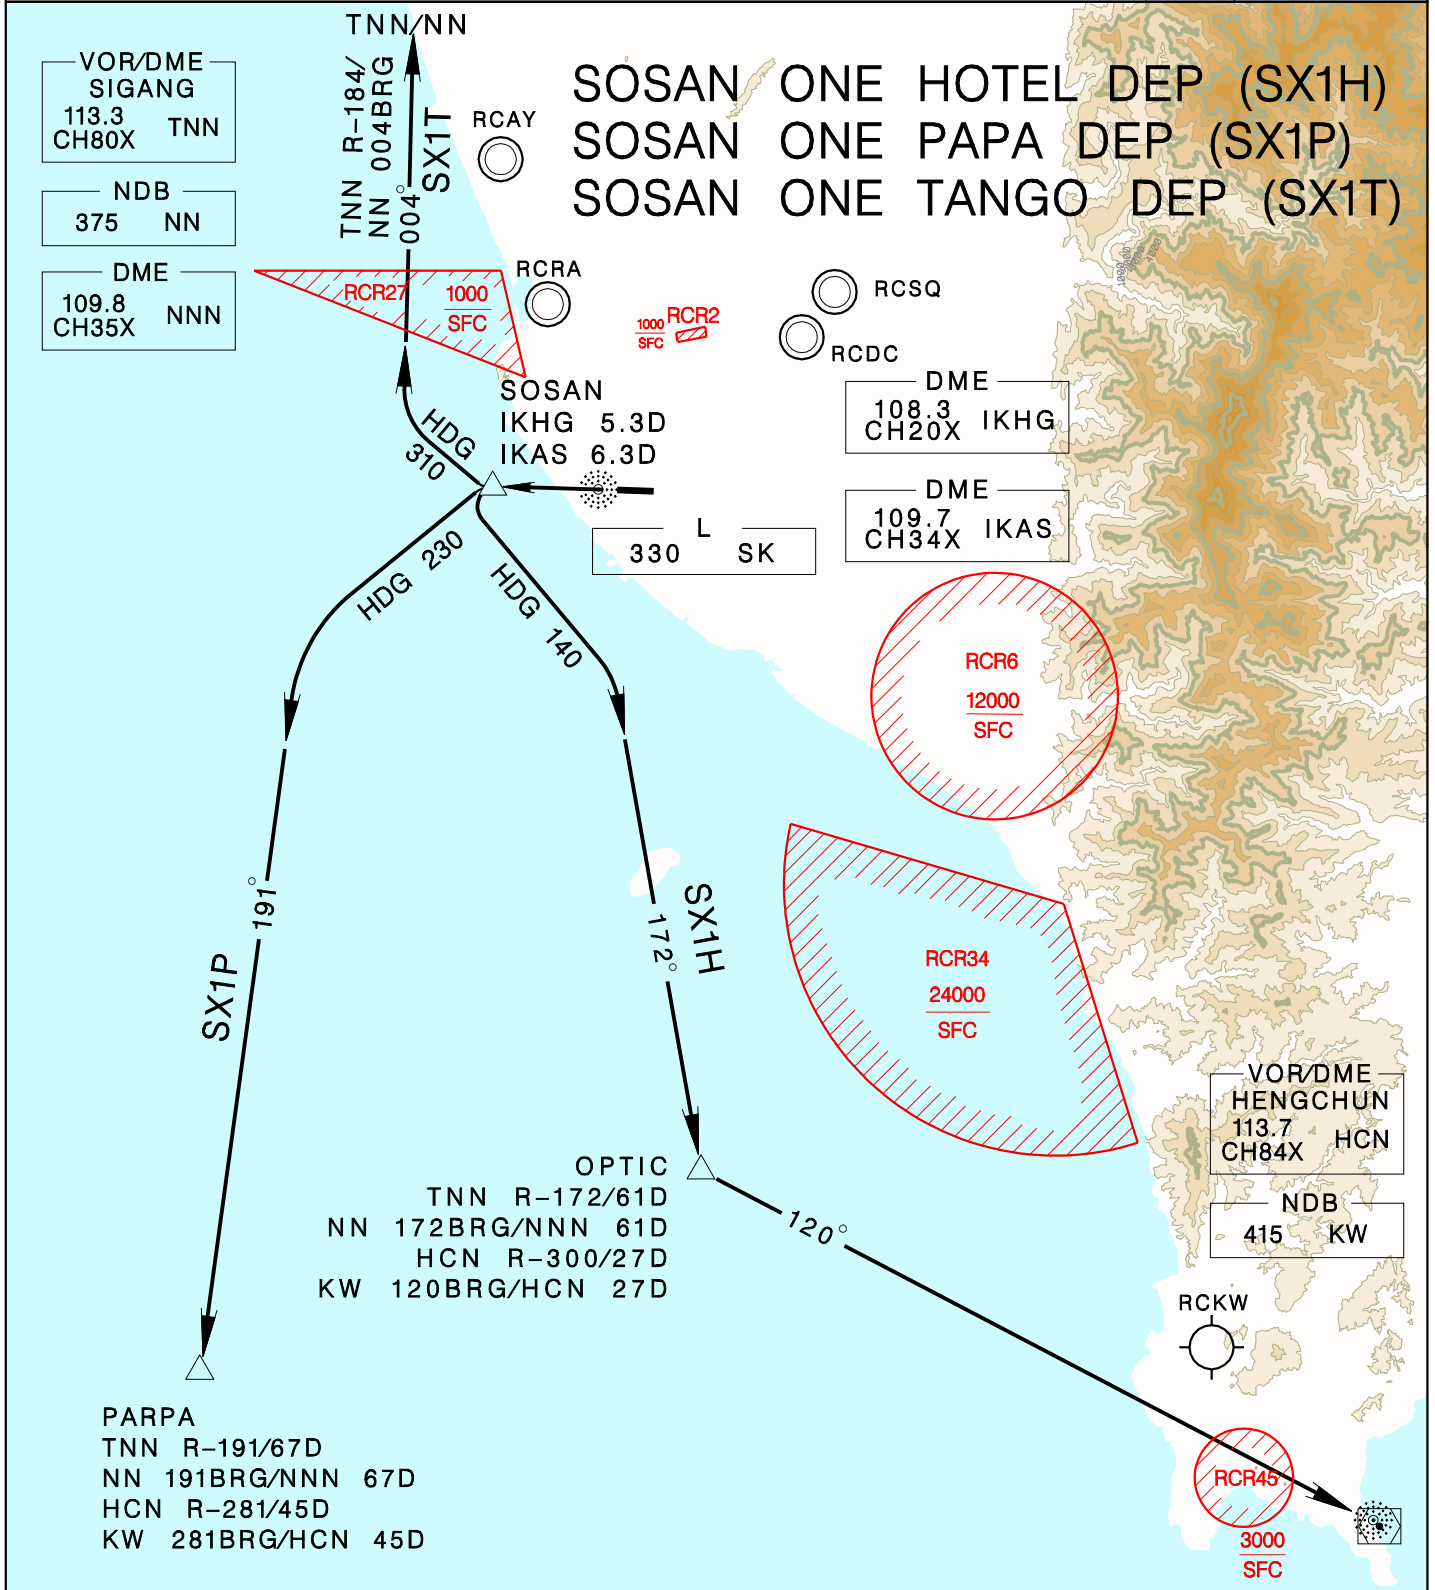 TNN/NN
VOR/DME
SIGANG
113.3
CH80X TNN
NDB
375 NN
DME
109.8
CH35X NNN
TNN R-184/
NN 004BRG
004°
SX1T
SOSAN ONE HOTEL DEP (SX1H)
SOSAN ONE PAPA DEP (SX1P)
SOSAN ONE TANGO DEP (SX1T)
RCAY
RCRA
RCSQ
RCDC
RCR27
1000
SFC
RCR2
1000
SFC
SOSAN
IKHG 5.3D
IKAS 6.3D
DME
108.3
CH20X IKHG
DME
109.7
CH34X IKAS
L
330 SK
HDG
310
HDG 230
HDG 140
RCR6
12000
SFC
191°
SX1P
172°
SX1H
RCR34
24000
SFC
VOR/DME
HENGCHUN
113.7
CH84X HCN
NDB
415 KW
OPTIC
TNN R-172/61D
NN 172BRG/NNN 61D
HCN R-300/27D
KW 120BRG/HCN 27D
120°
RCKW
PARPA
TNN R-191/67D
NN 191BRG/NNN 67D
HCN R-281/45D
KW 281BRG/HCN 45D
RCR45
3000
SFC